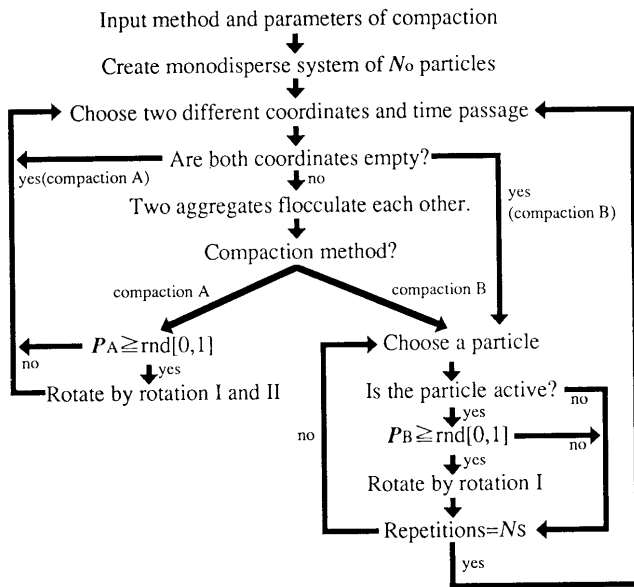 Input method and parameters of compaction
Create monodisperse system of No particles
Choose two different coordinates and time passage
Are both coordinates empty?
yes(compaction A)
no
yes
(compaction B)
Two aggregates flocculate each other.
Compaction method?
compaction A
compaction B
PA≧rnd[0,1]
no
yes
Rotate by rotation I and II
Choose a particle
Is the particle active?
no
yes
no
PB≧rnd[0,1]
no
yes
Rotate by rotation I
Repetitions=NS
yes